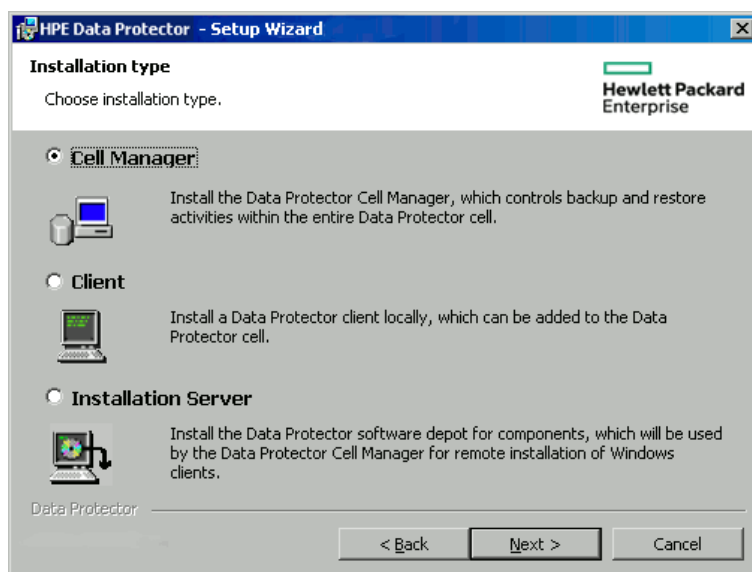 HPE Data Protector - Setup Wizard
Installation type
Choose installation type.
Hewlett Packard
Enterprise
Cell Manager
Install the Data Protector Cell Manager, which controls backup and restore
activities within the entire Data Protector cell.
Client
Install a Data Protector client locally, which can be added to the Data
Protector cell.
Installation Server
Install the Data Protector software depot for components, which will be used
by the Data Protector Cell Manager for remote installation of Windows
clients.
Data Protector
< Back
Next >
Cancel